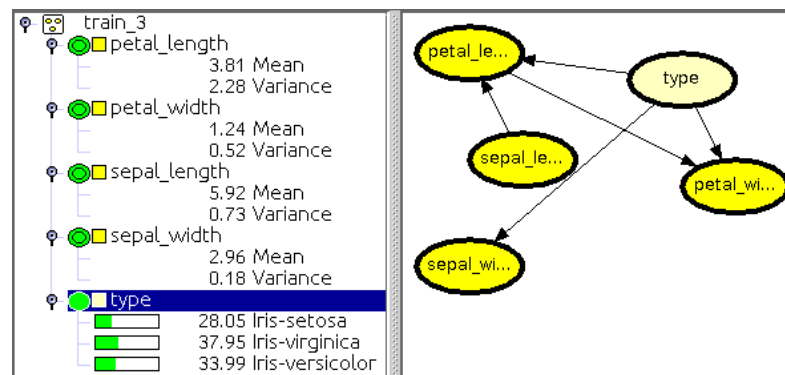 train_3
petal_length
3.81 Mean
2.28 Variance
petal_width
1.24 Mean
0.52 Variance
sepal_length
5.92 Mean
0.73 Variance
sepal_width
2.96 Mean
0.18 Variance
type
28.05 Iris-setosa
37.95 Iris-virginica
33.99 Iris-versicolor
petal_le...
type
sepal_le...
petal_wi...
sepal_wi...